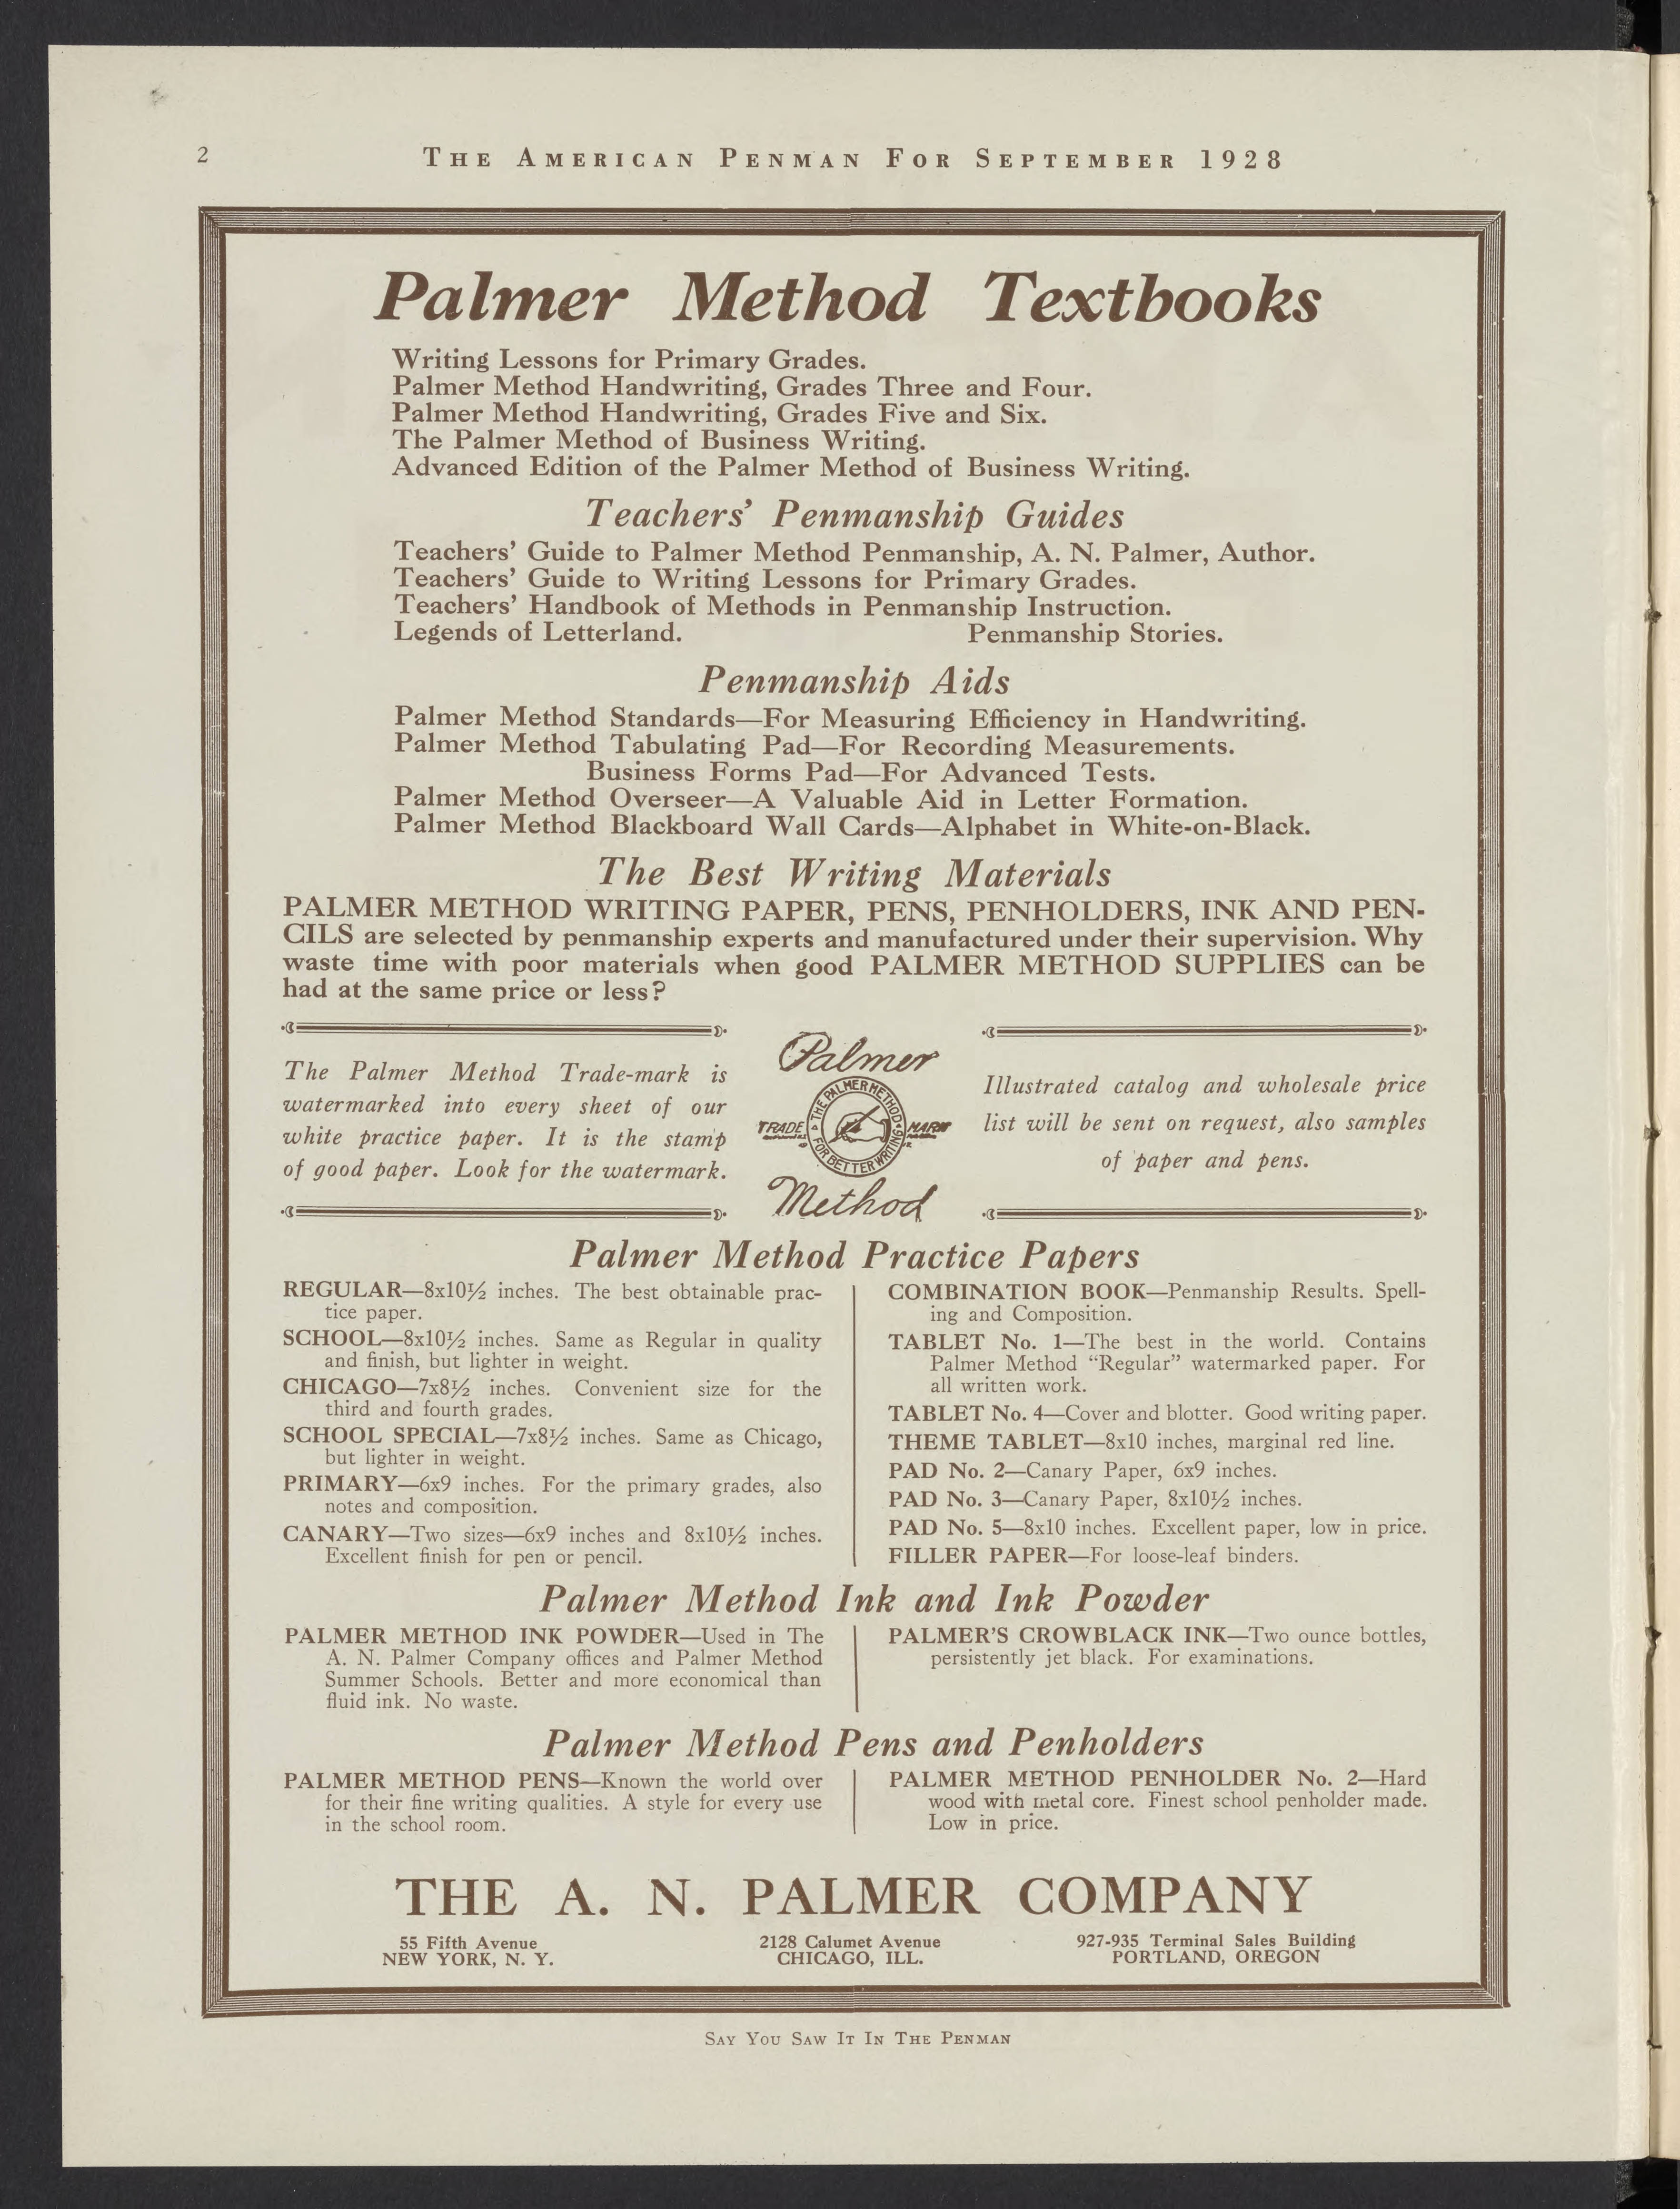 2
THE AMERICAN PENMAN FOR SEPTEMBER 1928
Palmer Method Textbooks
Writing Lessons for Primary Grades.
Palmer Method Handwriting, Grades Three and Four.
Palmer Method Handwriting, Grades Five and Six.
The Palmer Method of Business Writing.
Advanced Edition of the Palmer Method of Business Writing.
Teachers' Penmanship Guides
Teachers' Guide to Palmer Method Penmanship, A. N. Palmer, Author.
Teachers' Guide to Writing Lessons for Primary Grades.
Teachers' Handbook of Methods in Penmanship Instruction.
Legends of Letterland. Penmanship Stories.
Penmanship Aids
Palmer Method Standards—For Measuring Efficiency in Handwriting.
Palmer Method Tabulating Pad—For Recording Measurements.
Business Forms Pad—For Advanced Tests.
Palmer Method Overseer—A Valuable Aid in Letter Formation.
Palmer Method Blackboard Wall Cards—Alphabet in White-on-Black.
The Best Writing Materials
PALMER METHOD WRITING PAPER, PENS, PENHOLDERS, INK AND PEN-
CILS are selected by penmanship experts and manufactured under their supervision. Why
waste time with poor materials when good PALMER METHOD SUPPLIES can be
had at the same price or less?
The Palmer Method Trade-mark is
watermarked into every sheet of our
white practice paper. It is the stamp
of good paper. Look for the watermark.
Palmer
THE PALMER METHOD
FOR BETTER WRITING
TRADE MARK
Method
Illustrated catalog and wholesale price
list will be sent on request, also samples
of paper and pens.
Palmer Method Practice Papers
REGULAR—8x10½ inches. The best obtainable prac-
tice paper.
SCHOOL—8x10½ inches. Same as Regular in quality
and finish, but lighter in weight.
CHICAGO—7x8½ inches. Convenient size for the
third and fourth grades.
SCHOOL SPECIAL—7x8½ inches. Same as Chicago,
but lighter in weight.
PRIMARY—6x9 inches. For the primary grades, also
notes and composition.
CANARY—Two sizes—6x9 inches and 8x10½ inches.
Excellent finish for pen or pencil.
COMBINATION BOOK—Penmanship Results. Spell-
ing and Composition.
TABLET No. 1—The best in the world. Contains
Palmer Method "Regular" watermarked paper. For
all written work.
TABLET No. 4—Cover and blotter. Good writing paper.
THEME TABLET—8x10 inches, marginal red line.
PAD No. 2—Canary Paper, 6x9 inches.
PAD No. 3—Canary Paper, 8x10½ inches.
PAD No. 5—8x10 inches. Excellent paper, low in price.
FILLER PAPER—For loose-leaf binders.
Palmer Method Ink and Ink Powder
PALMER METHOD INK POWDER—Used in The
A. N. Palmer Company offices and Palmer Method
Summer Schools. Better and more economical than
fluid ink. No waste.
PALMER'S CROWBLACK INK—Two ounce bottles,
persistently jet black. For examinations.
Palmer Method Pens and Penholders
PALMER METHOD PENS—Known the world over
for their fine writing qualities. A style for every use
in the school room.
PALMER METHOD PENHOLDER No. 2—Hard
wood with metal core. Finest school penholder made.
Low in price.
THE A. N. PALMER COMPANY
55 Fifth Avenue
NEW YORK, N. Y.
2128 Calumet Avenue
CHICAGO, ILL.
927-935 Terminal Sales Building
PORTLAND, OREGON
SAY YOU SAW IT IN THE PENMAN